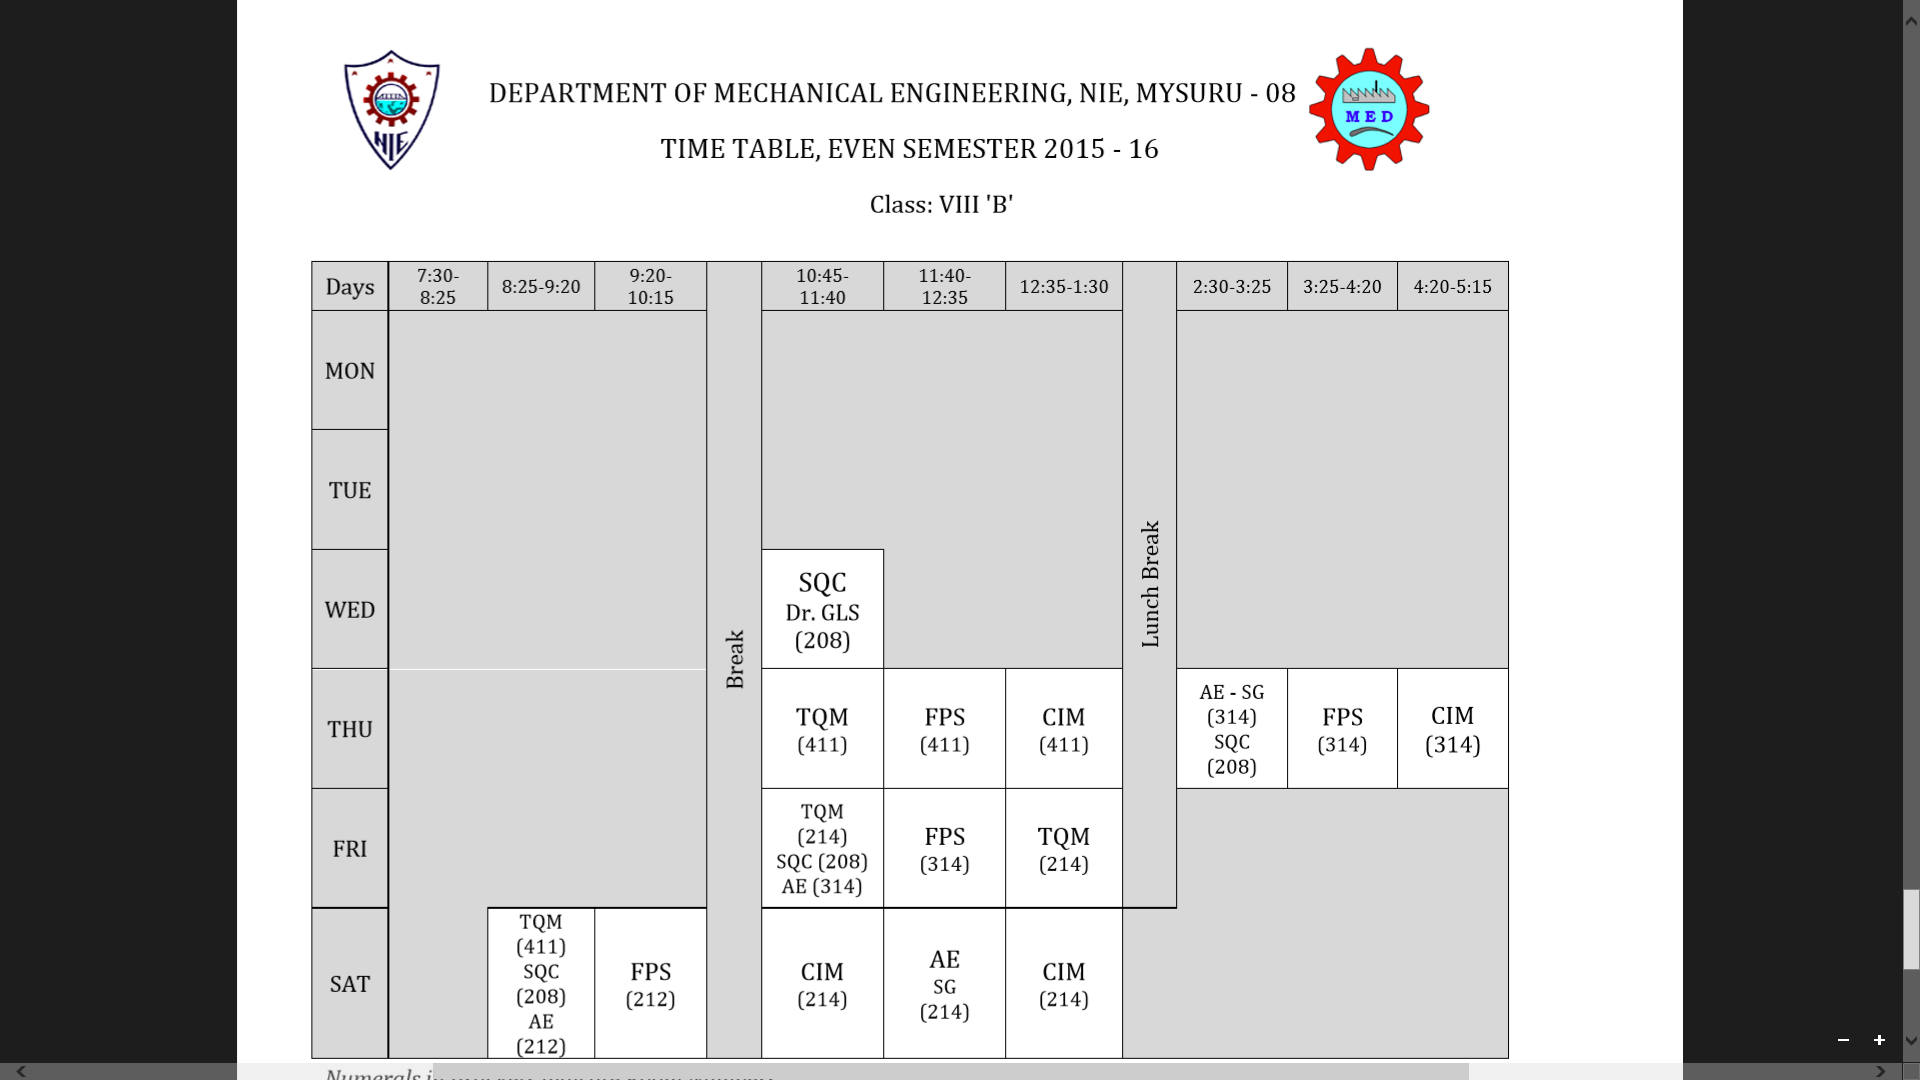 NIE
DEPARTMENT OF MECHANICAL ENGINEERING, NIE, MYSURU - 08
MED
TIME TABLE, EVEN SEMESTER 2015 - 16
Class: VIII 'B'
Days
7:30-
8:25
8:25-9:20
9:20-
10:15
10:45-
11:40
11:40-
12:35
12:35-1:30
2:30-3:25
3:25-4:20
4:20-5:15
Break
Lunch Break
MON
TUE
WED
SQC
Dr. GLS
(208)
THU
TQM
(411)
FPS
(411)
CIM
(411)
AE - SG
(314)
SQC
(208)
FPS
(314)
CIM
(314)
FRI
TQM
(214)
SQC (208)
AE (314)
FPS
(314)
TQM
(214)
SAT
TQM
(411)
SQC
(208)
AE
(212)
FPS
(212)
CIM
(214)
AE
SG
(214)
CIM
(214)
Numerals